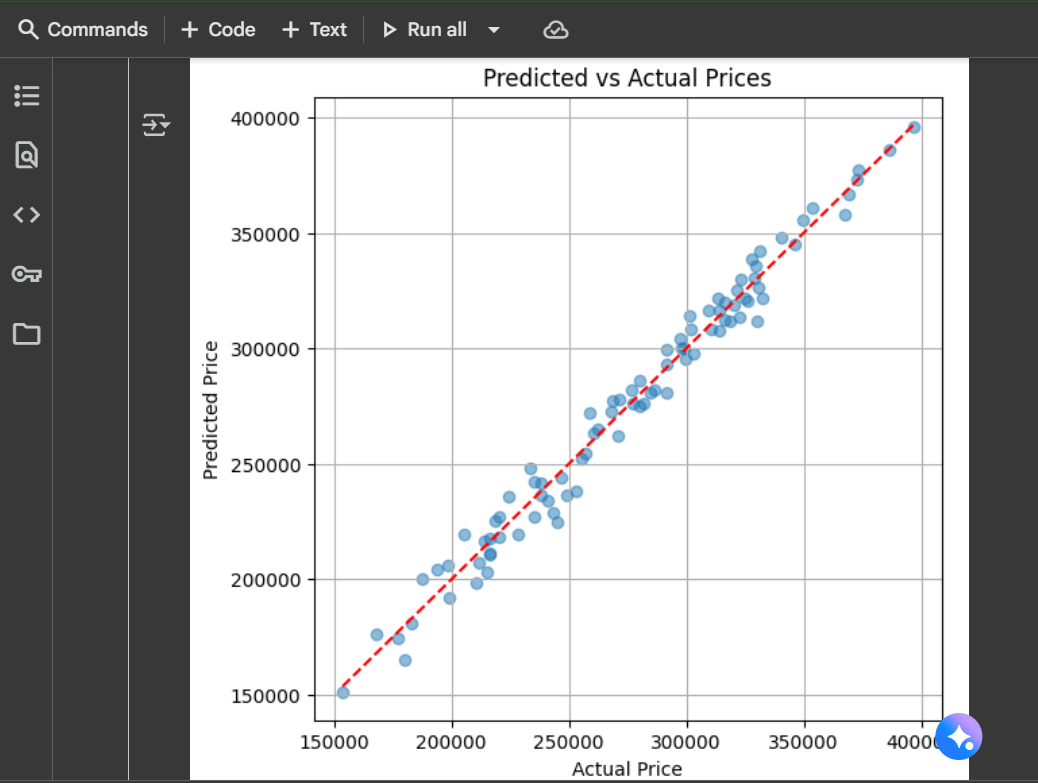 Commands + Code + Text Run all
Predicted vs Actual Prices
400000
350000
300000
250000
200000
150000
Predicted Price
150000 200000 250000 300000 350000 40000
Actual Price